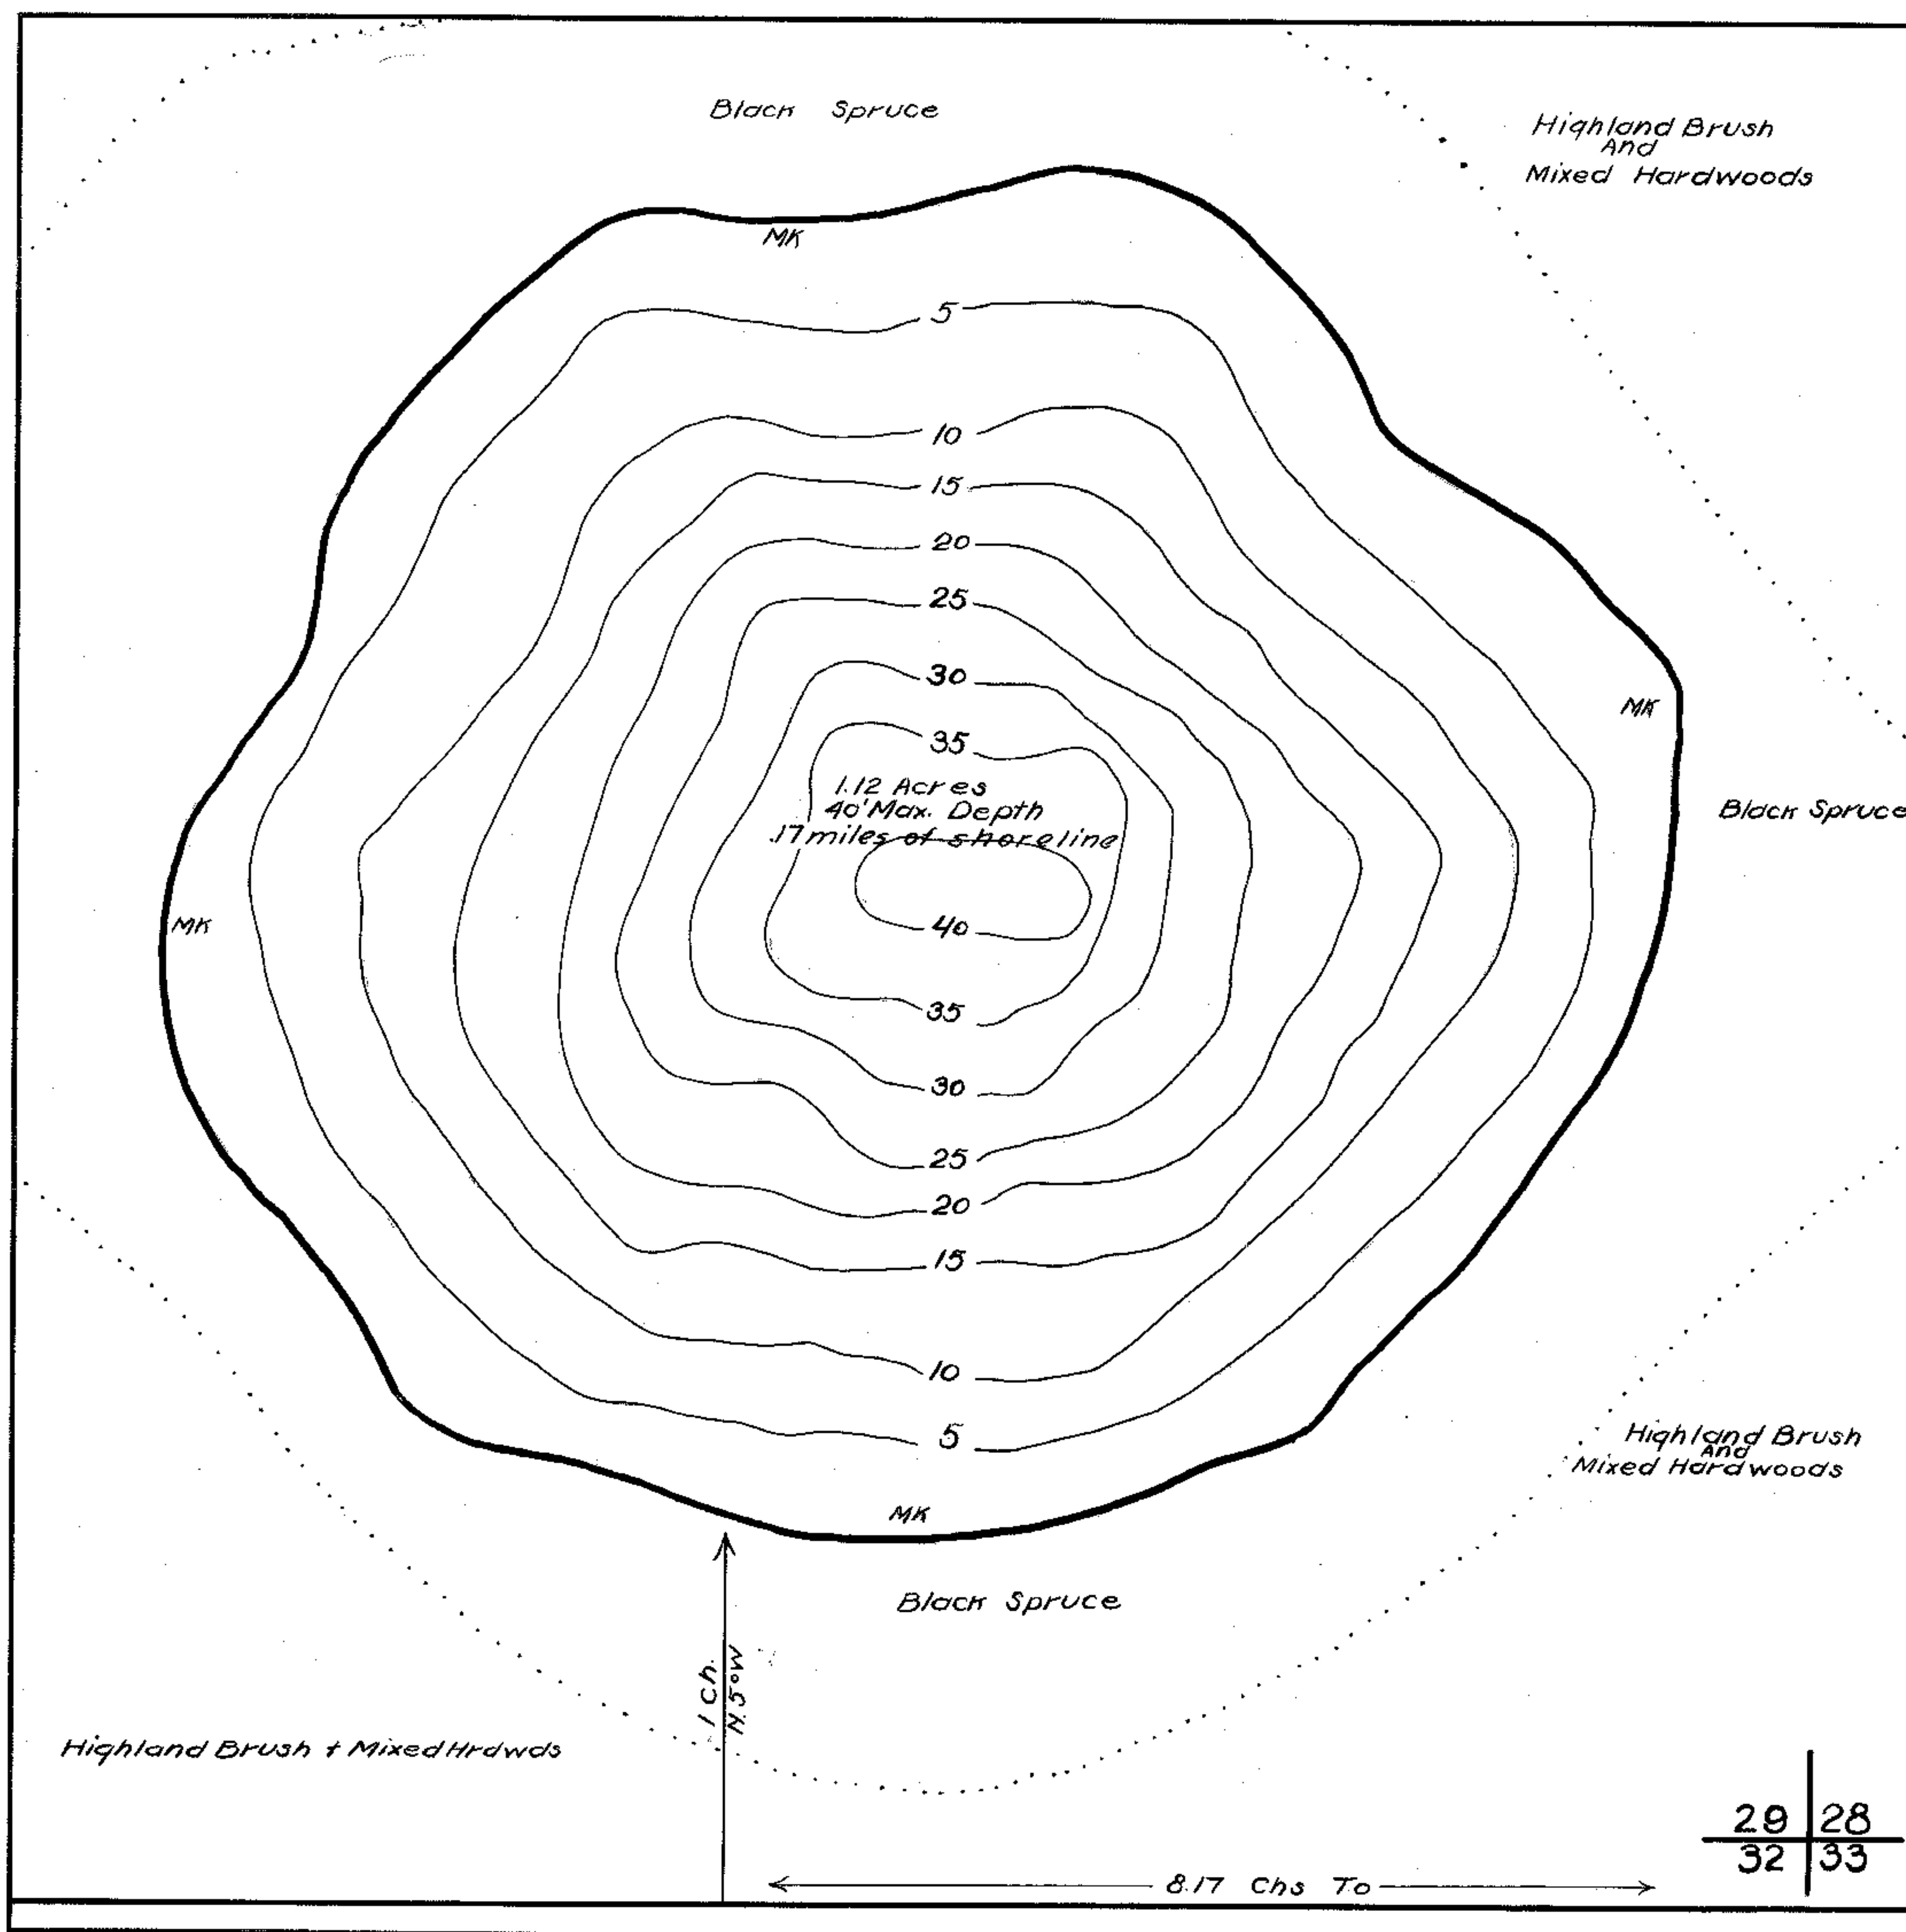 Black Spruce
Highland Brush
And
Mixed Hardwoods
MK
5
10
15
20
25
30
35
MK
1.12 Acres
40' Max. Depth
.17 miles of shoreline
Black Spruce
MK
40
35
30
25
20
15
10
5
Highland Brush
And
Mixed Hardwoods
MK
Black Spruce
1 Ch.
N.5°W
Highland Brush + Mixed Hrdwds
29 28
32 33
8.17 Chs To